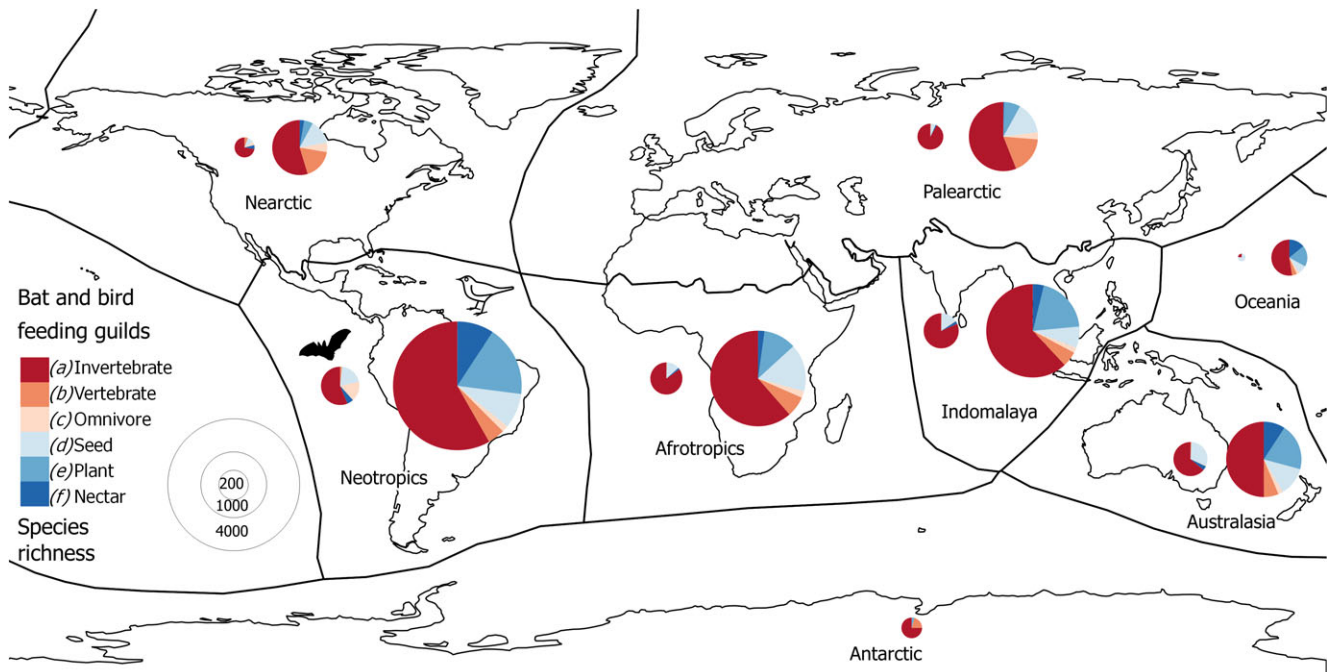 Nearctic
Palearctic
Oceania
Bat and bird
feeding guilds
(a) Invertebrate
(b) Vertebrate
(c) Omnivore
(d) Seed
(e) Plant
(f) Nectar
Species
richness
200
1000
4000
Neotropics
Afrotropics
Indomalaya
Australasia
Antarctic